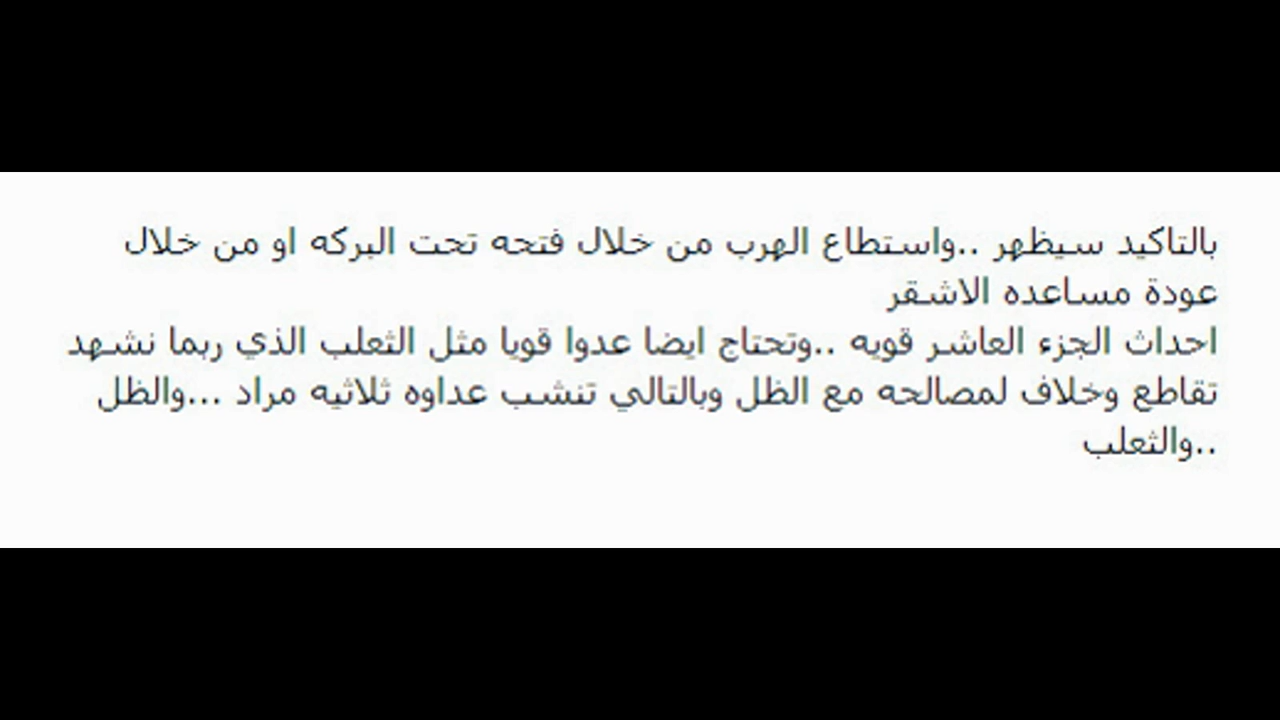 بالتاكيد سيظهر ..واستطاع الهرب من خلال فتحه تحت البركه او من خلال
عودة مساعده الاشقر
احداث الجزء العاشر قويه ..وتحتاج ايضا عدوا قويا مثل الثعلب الذي ربما نشهد
تقاطع وخلاف لمصالحه مع الظل وبالتالي تنشب عداوه ثلاثيه مراد ...والظل
..والثعلب